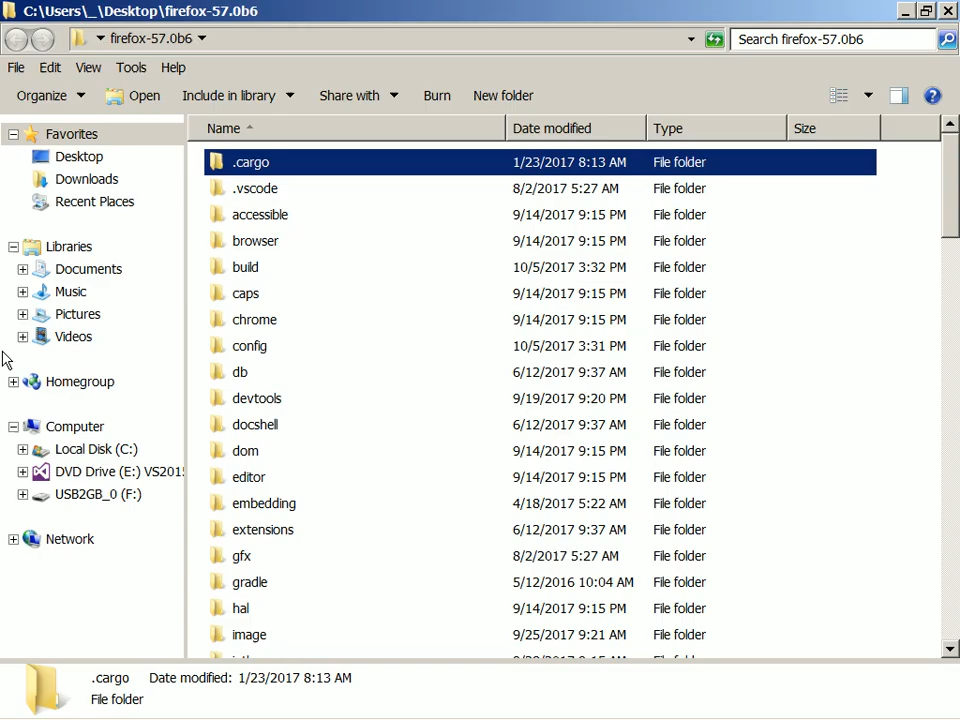 C:\Users\_\Desktop\firefox-57.0b6
firefox-57.0b6
Search firefox-57.0b6
File Edit View Tools Help
Organize Open Include in library Share with Burn New folder
Favorites
Desktop
Downloads
Recent Places
Libraries
Documents
Music
Pictures
Videos
Homegroup
Computer
Local Disk (C:)
DVD Drive (E:) VS2015
USB2GB_0 (F:)
Network
Name Date modified Type Size
.cargo 1/23/2017 8:13 AM File folder
.vscode 8/2/2017 5:27 AM File folder
accessible 9/14/2017 9:15 PM File folder
browser 9/14/2017 9:15 PM File folder
build 10/5/2017 3:32 PM File folder
caps 9/14/2017 9:15 PM File folder
chrome 9/14/2017 9:15 PM File folder
config 10/5/2017 3:31 PM File folder
db 6/12/2017 9:37 AM File folder
devtools 9/19/2017 9:20 PM File folder
docshell 6/12/2017 9:37 AM File folder
dom 9/14/2017 9:15 PM File folder
editor 9/14/2017 9:15 PM File folder
embedding 4/18/2017 5:22 AM File folder
extensions 6/12/2017 9:37 AM File folder
gfx 8/2/2017 5:27 AM File folder
gradle 5/12/2016 10:04 AM File folder
hal 9/14/2017 9:15 PM File folder
image 9/25/2017 9:21 AM File folder
.cargo Date modified: 1/23/2017 8:13 AM
File folder